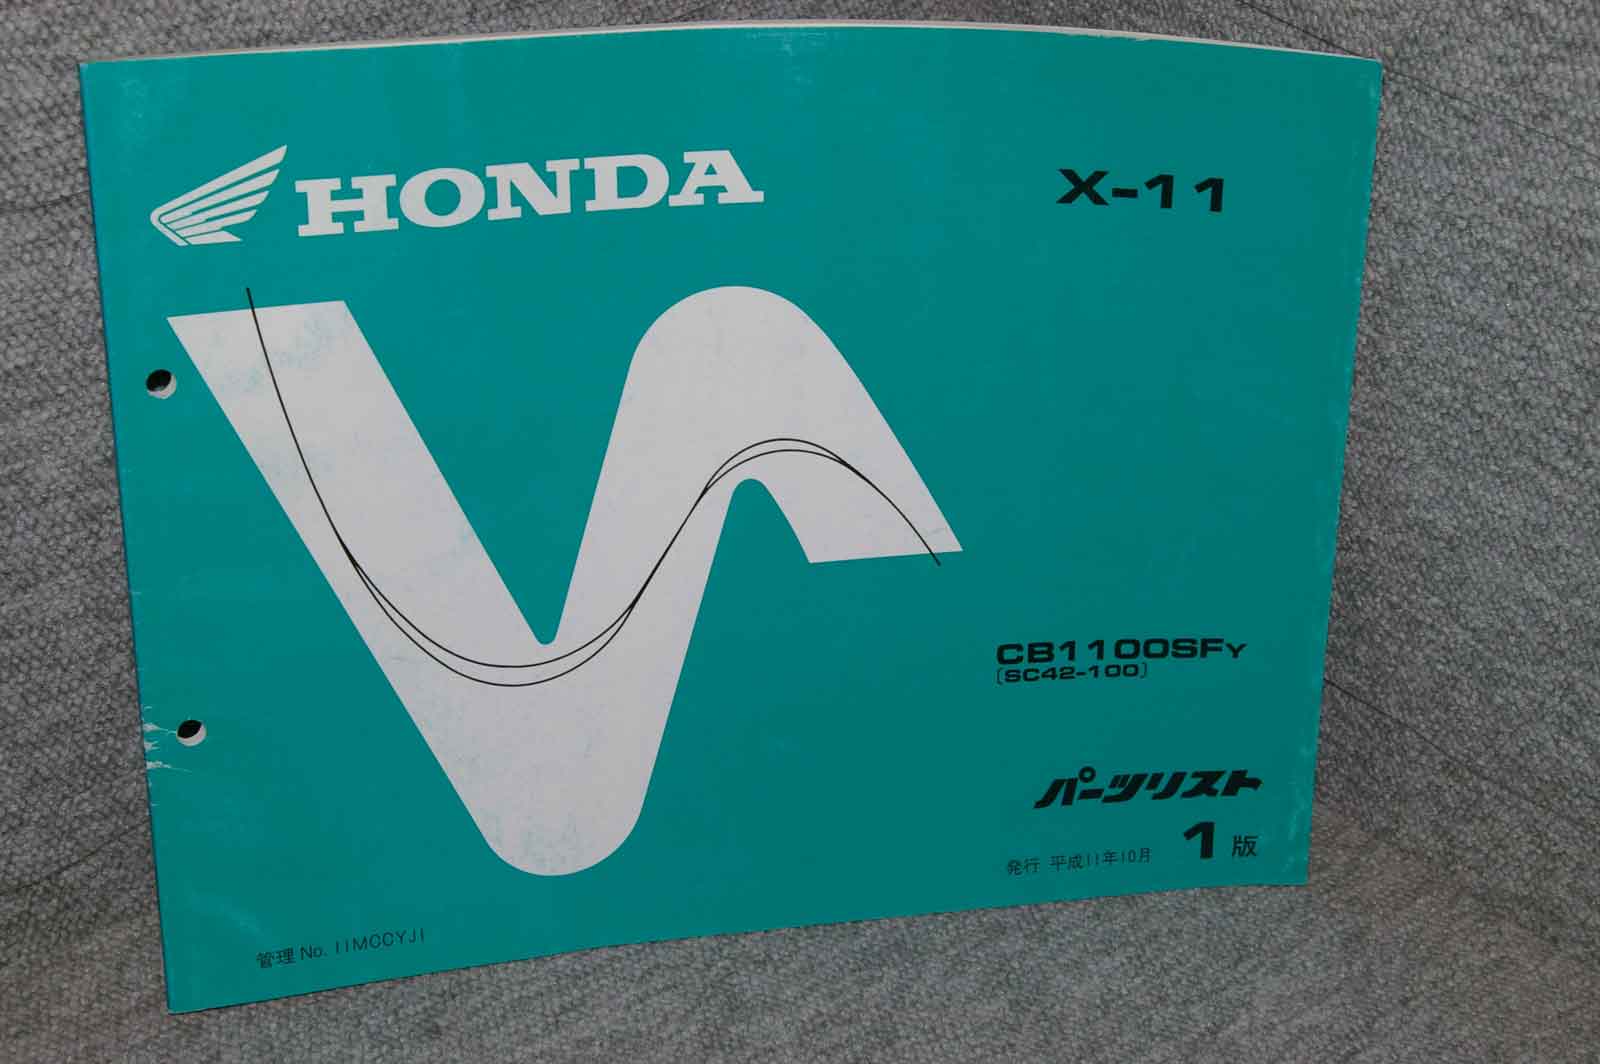 HONDA
X-11
CB1100SFY
[SC42-100]
パーツリスト
発行 平成11年10月 1版
管理 No. 11MCCYJ1